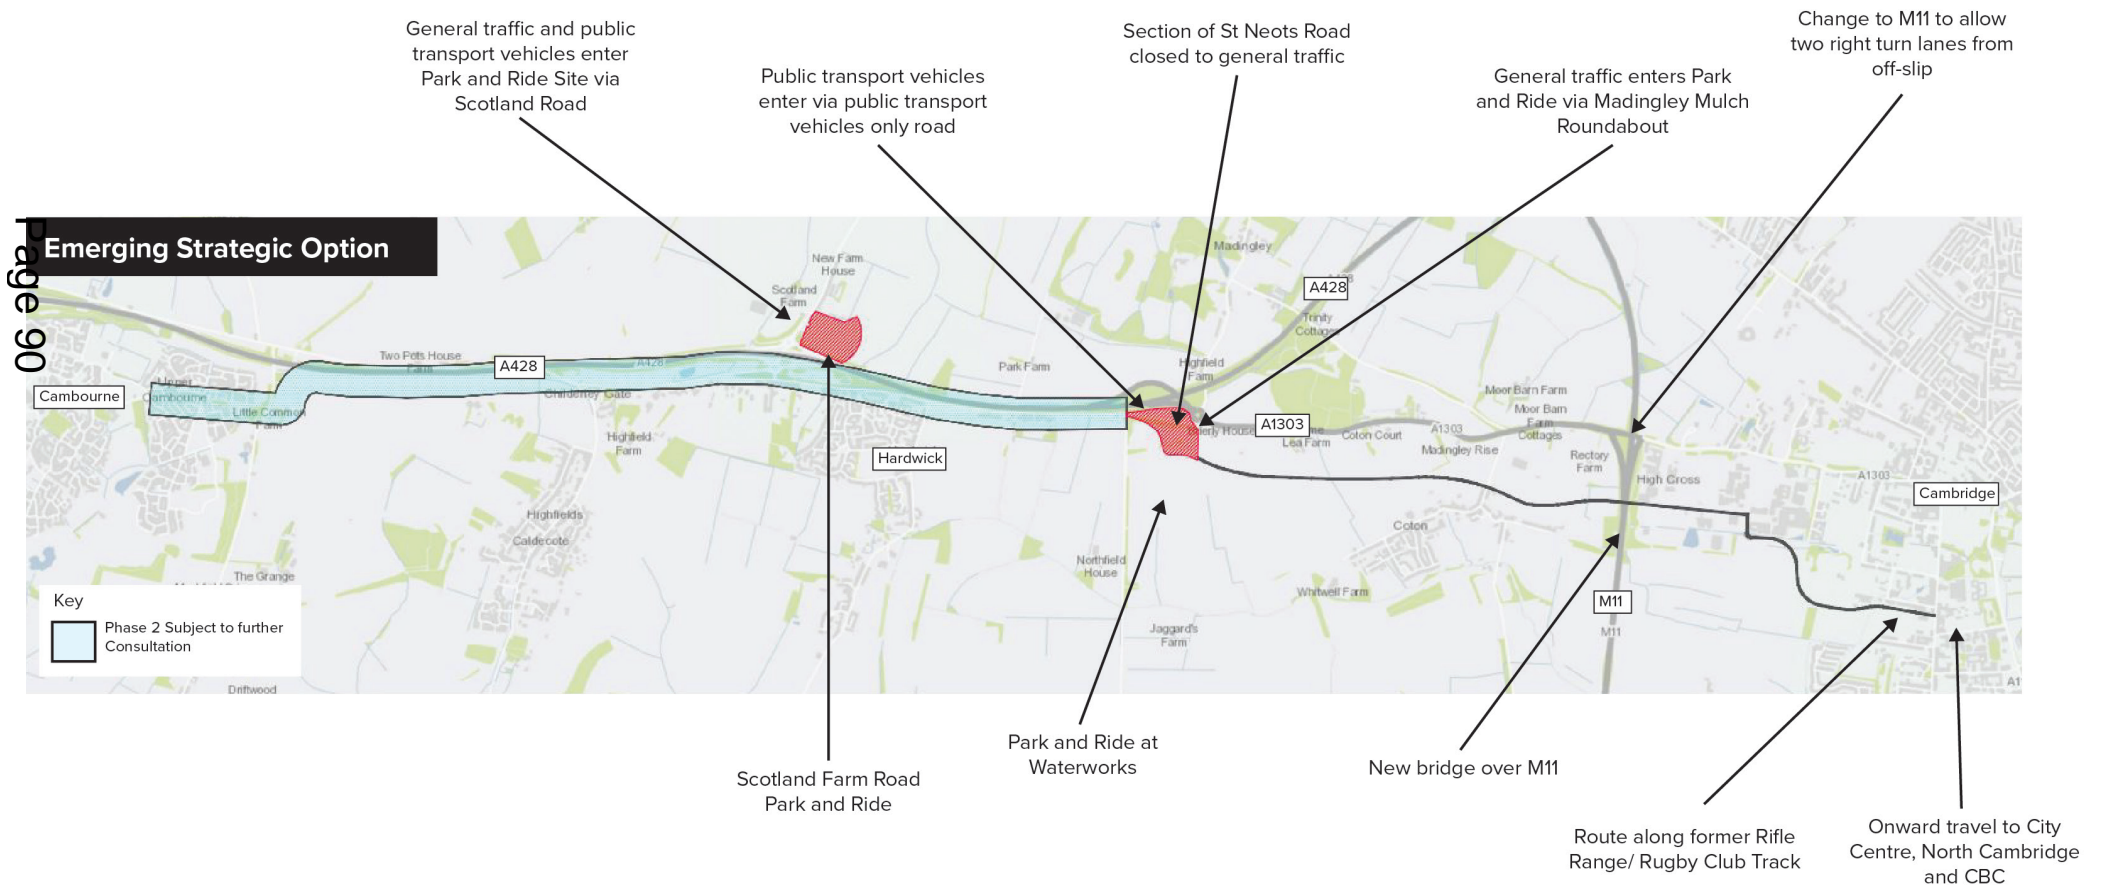 General traffic and public
transport vehicles enter
Park and Ride Site via
Scotland Road
Public transport vehicles
enter via public transport
vehicles only road
Section of St Neots Road
closed to general traffic
General traffic enters Park
and Ride via Madingley Mulch
Roundabout
Change to M11 to allow
two right turn lanes from
off-slip
Page 90
Emerging Strategic Option
Madingley
New Farm
House
Scotland
Farm
A428
Trinity
Cottages
Two Pots House
Farm
A428
A428
Park Farm
Highfield
Farm
Cambourne
Upper
Cambourne
Little Common
Farm
Childerley Gate
Moor Barn Farm
Moor Barn
Farm
Cottages
A1303
Lea Farm
Coton Court
A1303
Madingley Rise
Highfield
Farm
Hardwick
Rectory
Farm
High Cross
A1303
Cambridge
Highfields
Caldecote
Coton
Northfield
House
The Grange
Whitwell Farm
M11
M11
Jaggard's
Farm
Key
Phase 2 Subject to further
Consultation
Driftwood
Scotland Farm Road
Park and Ride
Park and Ride at
Waterworks
New bridge over M11
Route along former Rifle
Range/ Rugby Club Track
Onward travel to City
Centre, North Cambridge
and CBC